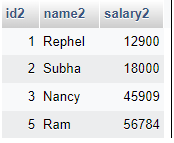 id2 name2 salary2
1 Rephel 12900
2 Subha 18000
3 Nancy 45909
5 Ram 56784